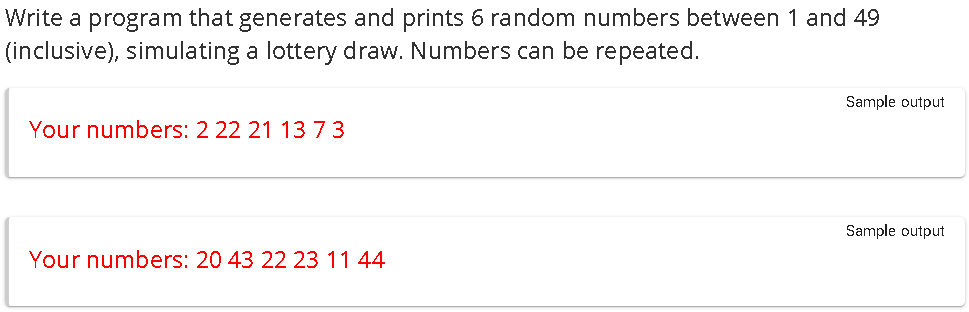 Write a program that generates and prints 6 random numbers between 1 and 49
(inclusive), simulating a lottery draw. Numbers can be repeated.
Sample output
Your numbers: 2 22 21 13 7 3
Sample output
Your numbers: 20 43 22 23 11 44